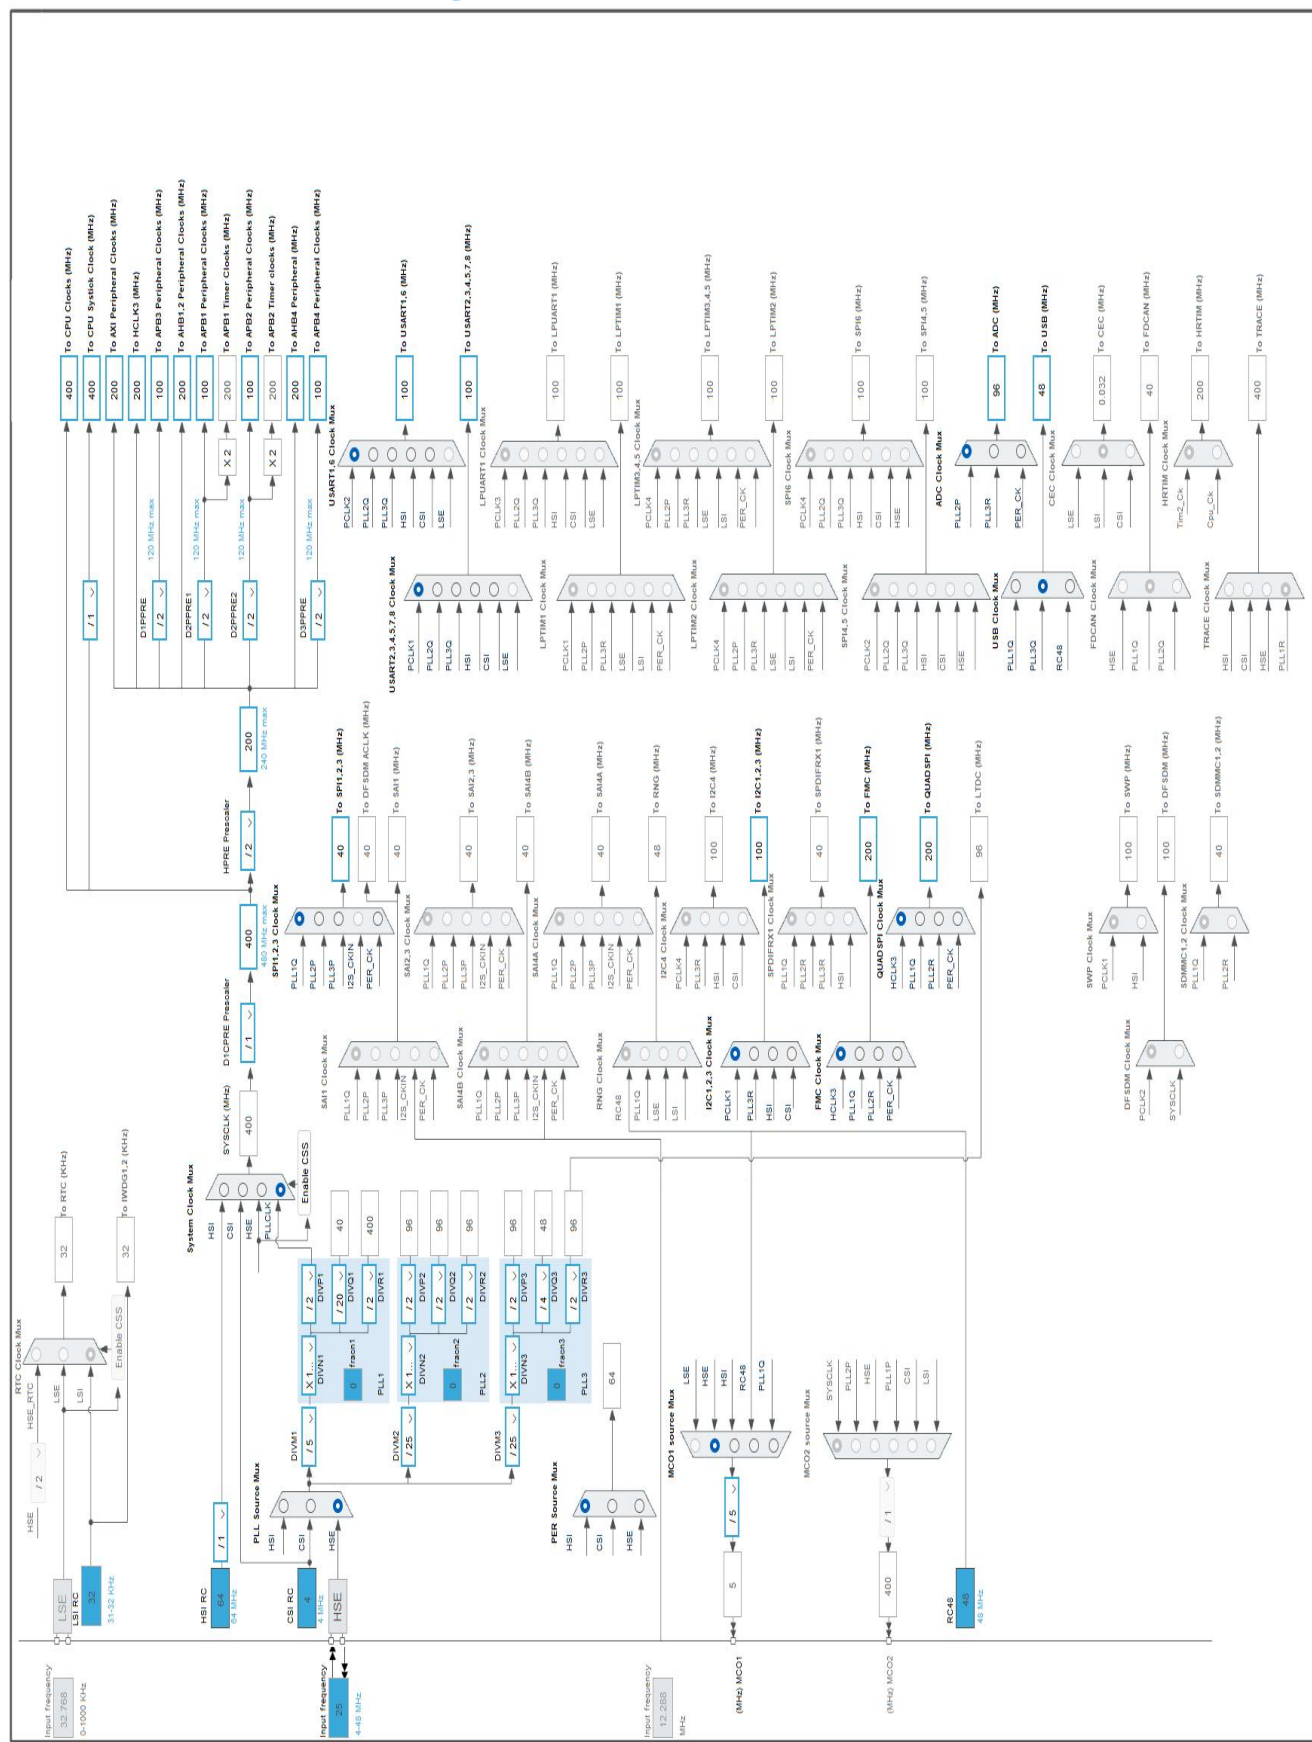 Input frequency
32.768
0-1000 KHz
LSE
LSI RC
32
31-32 KHz
HSE
/ 2
HSE_RTC
LSE
LSI
RTC Clock Mux
Enable CSS
32
To RTC (KHz)
32
To IWDG1,2 (KHz)
HSI RC
64
64 MHz
/ 1
CSI RC
4
4 MHz
HSE
Input frequency
25
4-48 MHz
System Clock Mux
HSI
CSI
HSE
PLLCLK
Enable CSS
SYSCLK (MHz)
400
D1CPRE Prescaler
/ 1
400
480 MHz max
HPRE Prescaler
/ 2
200
240 MHz max
/ 1
D1PPRE
/ 2
120 MHz max
D2PPRE1
/ 2
120 MHz max
D2PPRE2
/ 2
120 MHz max
D3PPRE
/ 2
120 MHz max
X 2
X 2
400
To CPU Clocks (MHz)
400
To CPU Systick Clock (MHz)
200
To AXI Peripheral Clocks (MHz)
200
To HCLK3 (MHz)
100
To APB3 Peripheral Clocks (MHz)
200
To AHB1,2 Peripheral Clocks (MHz)
100
To APB1 Peripheral Clocks (MHz)
200
To APB1 Timer Clocks (MHz)
100
To APB2 Peripheral Clocks (MHz)
200
To APB2 Timer clocks (MHz)
200
To AHB4 Peripheral (MHz)
100
To APB4 Peripheral Clocks (MHz)
PLL Source Mux
HSI
CSI
HSE
DIVM1
/ 5
X 1...
DIVN1
0
fracn1
PLL1
/ 2
DIVP1
/ 20
DIVQ1
/ 2
DIVR1
40
400
DIVM2
/ 25
X 1...
DIVN2
0
fracn2
PLL2
/ 2
DIVP2
/ 2
DIVQ2
/ 2
DIVR2
96
96
96
DIVM3
/ 25
X 1...
DIVN3
0
fracn3
PLL3
/ 2
DIVP3
/ 4
DIVQ3
/ 2
DIVR3
96
48
96
PER Source Mux
HSI
CSI
HSE
64
SPI1,2,3 Clock Mux
PLL1Q
PLL2P
PLL3P
I2S_CKIN
PER_CK
40
To SPI1,2,3 (MHz)
40
To DFSDM ACLK (MHz)
40
To SAI1 (MHz)
SAI1 Clock Mux
PLL1Q
PLL2P
PLL3P
I2S_CKIN
PER_CK
SAI2,3 Clock Mux
PLL1Q
PLL2P
PLL3P
I2S_CKIN
PER_CK
40
To SAI2,3 (MHz)
SAI4B Clock Mux
PLL1Q
PLL2P
PLL3P
I2S_CKIN
PER_CK
40
To SAI4B (MHz)
SAI4A Clock Mux
PLL1Q
PLL2P
PLL3P
I2S_CKIN
PER_CK
40
To SAI4A (MHz)
RNG Clock Mux
RC48
PLL1Q
LSE
LSI
48
To RNG (MHz)
I2C4 Clock Mux
PCLK4
PLL3R
HSI
CSI
100
To I2C4 (MHz)
I2C1,2,3 Clock Mux
PCLK1
PLL3R
HSI
CSI
100
To I2C1,2,3 (MHz)
SPDIFRX1 Clock Mux
PLL1Q
PLL2R
PLL3R
HSI
40
To SPDIFRX1 (MHz)
FMC Clock Mux
HCLK3
PLL1Q
PLL2R
PER_CK
200
To FMC (MHz)
QUADSPI Clock Mux
HCLK3
PLL1Q
PLL2R
PER_CK
200
To QUADSPI (MHz)
96
To LTDC (MHz)
SWP Clock Mux
PCLK1
HSI
100
To SWP (MHz)
DFSDM Clock Mux
PCLK2
SYSCLK
100
To DFSDM (MHz)
SDMMC1,2 Clock Mux
PLL1Q
PLL2R
40
To SDMMC1,2 (MHz)
USART1,6 Clock Mux
PCLK2
PLL2Q
PLL3Q
HSI
CSI
LSE
100
To USART1,6 (MHz)
USART2,3,4,5,7,8 Clock Mux
PCLK1
PLL2Q
PLL3Q
HSI
CSI
LSE
100
To USART2,3,4,5,7,8 (MHz)
LPUART1 Clock Mux
PCLK3
PLL2Q
PLL3Q
HSI
CSI
LSE
100
To LPUART1 (MHz)
LPTIM1 Clock Mux
PCLK1
PLL2P
PLL3R
LSE
LSI
PER_CK
100
To LPTIM1 (MHz)
LPTIM3,4,5 Clock Mux
PCLK4
PLL2P
PLL3R
LSE
LSI
PER_CK
100
To LPTIM3,4,5 (MHz)
LPTIM2 Clock Mux
PCLK4
PLL2P
PLL3R
LSE
LSI
PER_CK
100
To LPTIM2 (MHz)
SPI6 Clock Mux
PCLK4
PLL2Q
PLL3Q
HSI
CSI
HSE
100
To SPI6 (MHz)
SPI4,5 Clock Mux
PCLK2
PLL2Q
PLL3Q
HSI
CSI
HSE
100
To SPI4,5 (MHz)
ADC Clock Mux
PLL2P
PLL3R
PER_CK
96
To ADC (MHz)
USB Clock Mux
PLL1Q
PLL3Q
RC48
48
To USB (MHz)
CEC Clock Mux
LSE
LSI
CSI
0.032
To CEC (MHz)
FDCAN Clock Mux
HSE
PLL1Q
PLL2Q
40
To FDCAN (MHz)
HRTIM Clock Mux
Tim2_Ck
Cpu_Ck
200
To HRTIM (MHz)
TRACE Clock Mux
HSI
CSI
HSE
PLL1R
400
To TRACE (MHz)
Input frequency
12.288
MHz
MCO1 source Mux
LSE
HSE
HSI
RC48
PLL1Q
/ 5
5
(MHz) MCO1
MCO2 source Mux
SYSCLK
PLL2P
HSE
PLL1P
CSI
LSI
/ 1
400
(MHz) MCO2
RC48
48
48 MHz